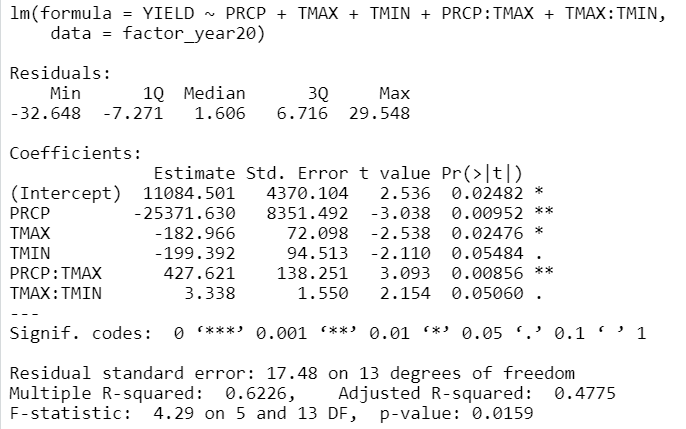 lm(formula = YIELD ~ PRCP + TMAX + TMIN + PRCP:TMAX + TMAX:TMIN,
    data = factor_year20)
Residuals:
    Min      1Q  Median      3Q     Max
-32.648  -7.271   1.606   6.716  29.548
Coefficients:
              Estimate Std. Error t value Pr(>|t|)
(Intercept)  11084.501   4370.104   2.536  0.02482 *
PRCP        -25371.630   8351.492  -3.038  0.00952 **
TMAX          -182.966     72.098  -2.538  0.02476 *
TMIN          -199.392     94.513  -2.110  0.05484 .
PRCP:TMAX      427.621    138.251   3.093  0.00856 **
TMAX:TMIN        3.338      1.550   2.154  0.05060 .
---
Signif. codes:  0 ‘***’ 0.001 ‘**’ 0.01 ‘*’ 0.05 ‘.’ 0.1 ‘ ’ 1
Residual standard error: 17.48 on 13 degrees of freedom
Multiple R-squared:  0.6226,    Adjusted R-squared:  0.4775
F-statistic:  4.29 on 5 and 13 DF,  p-value: 0.0159